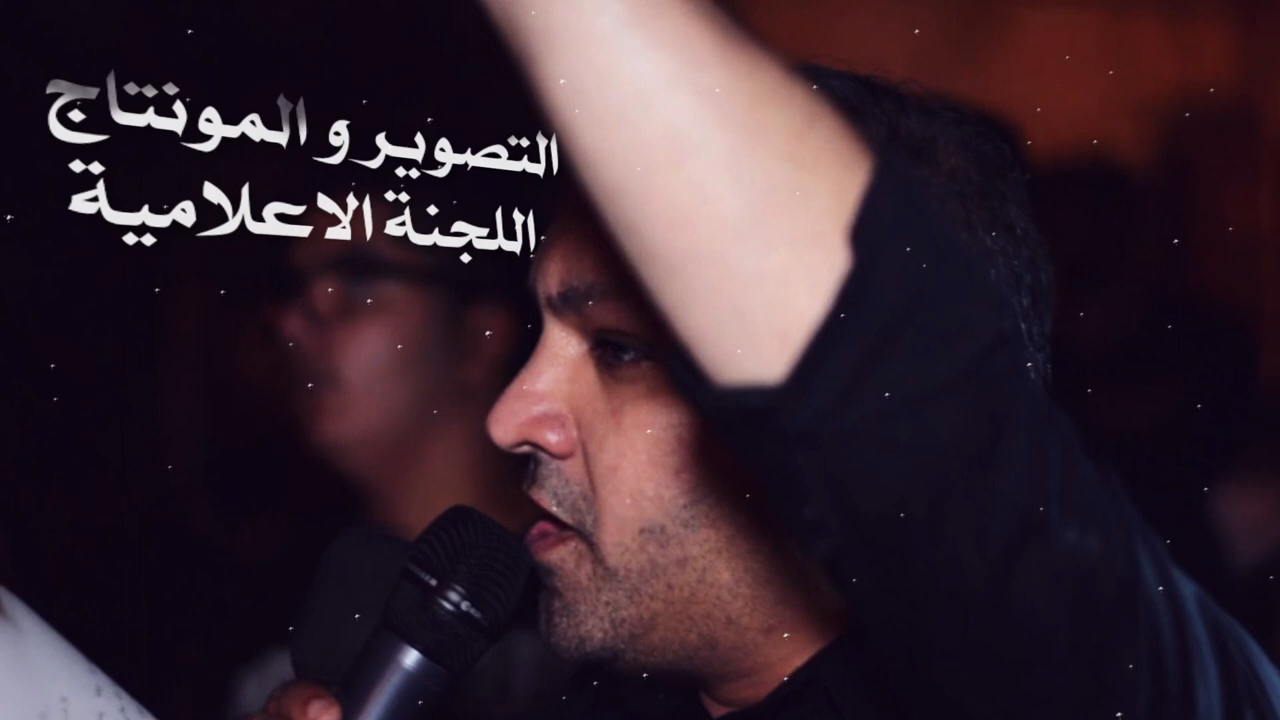 التصوير و المونتاج
اللجنة الاعلامية